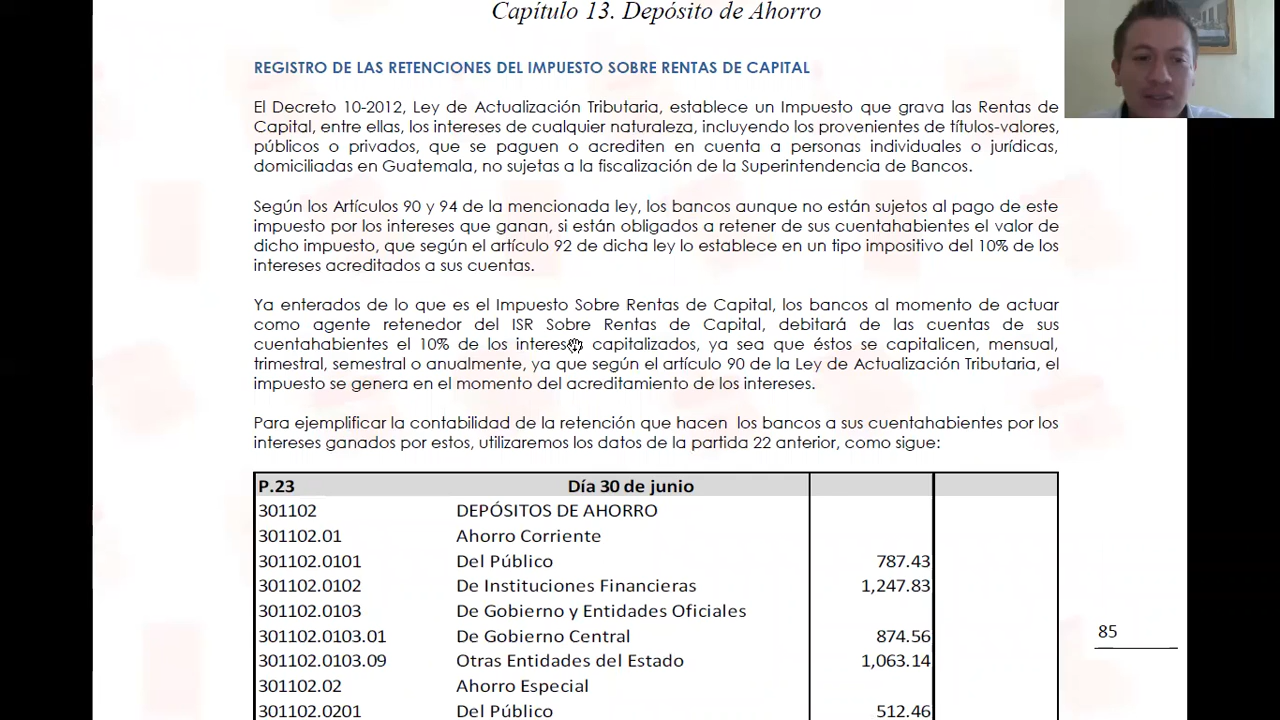 Capítulo 13. Depósito de Ahorro
REGISTRO DE LAS RETENCIONES DEL IMPUESTO SOBRE RENTAS DE CAPITAL
El Decreto 10-2012, Ley de Actualización Tributaria, establece un Impuesto que grava las Rentas de
Capital, entre ellas, los intereses de cualquier naturaleza, incluyendo los provenientes de títulos-valores,
públicos o privados, que se paguen o acrediten en cuenta a personas individuales o jurídicas,
domiciliadas en Guatemala, no sujetas a la fiscalización de la Superintendencia de Bancos.
Según los Artículos 90 y 94 de la mencionada ley, los bancos aunque no están sujetos al pago de este
impuesto por los intereses que ganan, si están obligados a retener de sus cuentahabientes el valor de
dicho impuesto, que según el artículo 92 de dicha ley lo establece en un tipo impositivo del 10% de los
intereses acreditados a sus cuentas.
Ya enterados de lo que es el Impuesto Sobre Rentas de Capital, los bancos al momento de actuar
como agente retenedor del ISR Sobre Rentas de Capital, debitará de las cuentas de sus
cuentahabientes el 10% de los intereses capitalizados, ya sea que éstos se capitalicen, mensual,
trimestral, semestral o anualmente, ya que según el artículo 90 de la Ley de Actualización Tributaria, el
impuesto se genera en el momento del acreditamiento de los intereses.
Para ejemplificar la contabilidad de la retención que hacen los bancos a sus cuentahabientes por los
intereses ganados por estos, utilizaremos los datos de la partida 22 anterior, como sigue:
P.23 Día 30 de junio
301102 DEPÓSITOS DE AHORRO
301102.01 Ahorro Corriente
301102.0101 Del Público 787.43
301102.0102 De Instituciones Financieras 1,247.83
301102.0103 De Gobierno y Entidades Oficiales
301102.0103.01 De Gobierno Central 874.56
301102.0103.09 Otras Entidades del Estado 1,063.14
301102.02 Ahorro Especial
301102.0201 Del Público 512.46
85